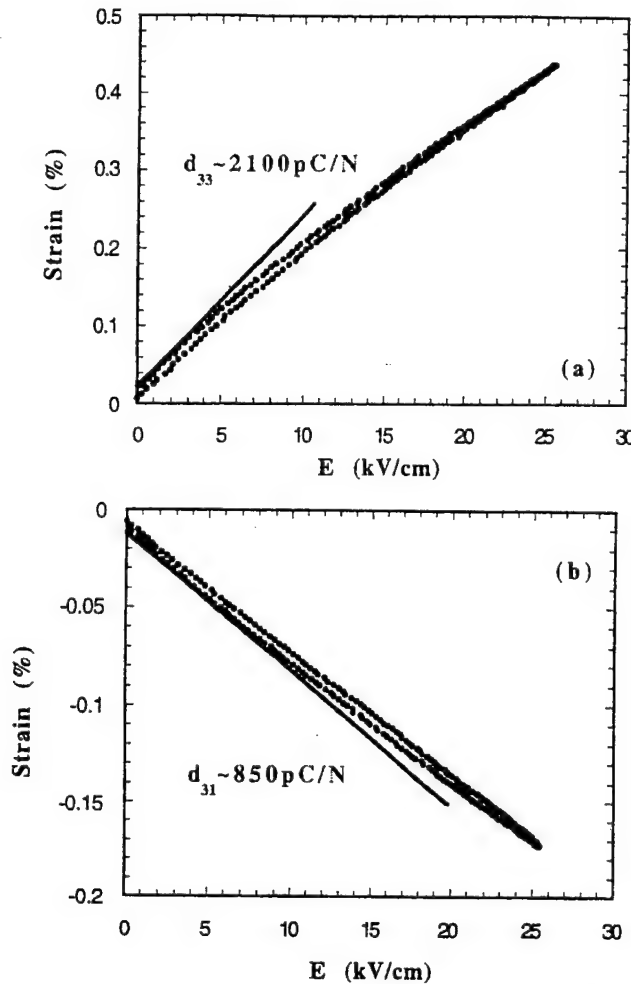 0.5
0.4
0.3
0.2
0.1
0
Strain (%)
d33~2100pC/N
(a)
0 5 10 15 20 25 30
E (kV/cm)
0
-0.05
-0.1
-0.15
-0.2
Strain (%)
(b)
d31~850pC/N
0 5 10 15 20 25 30
E (kV/cm)